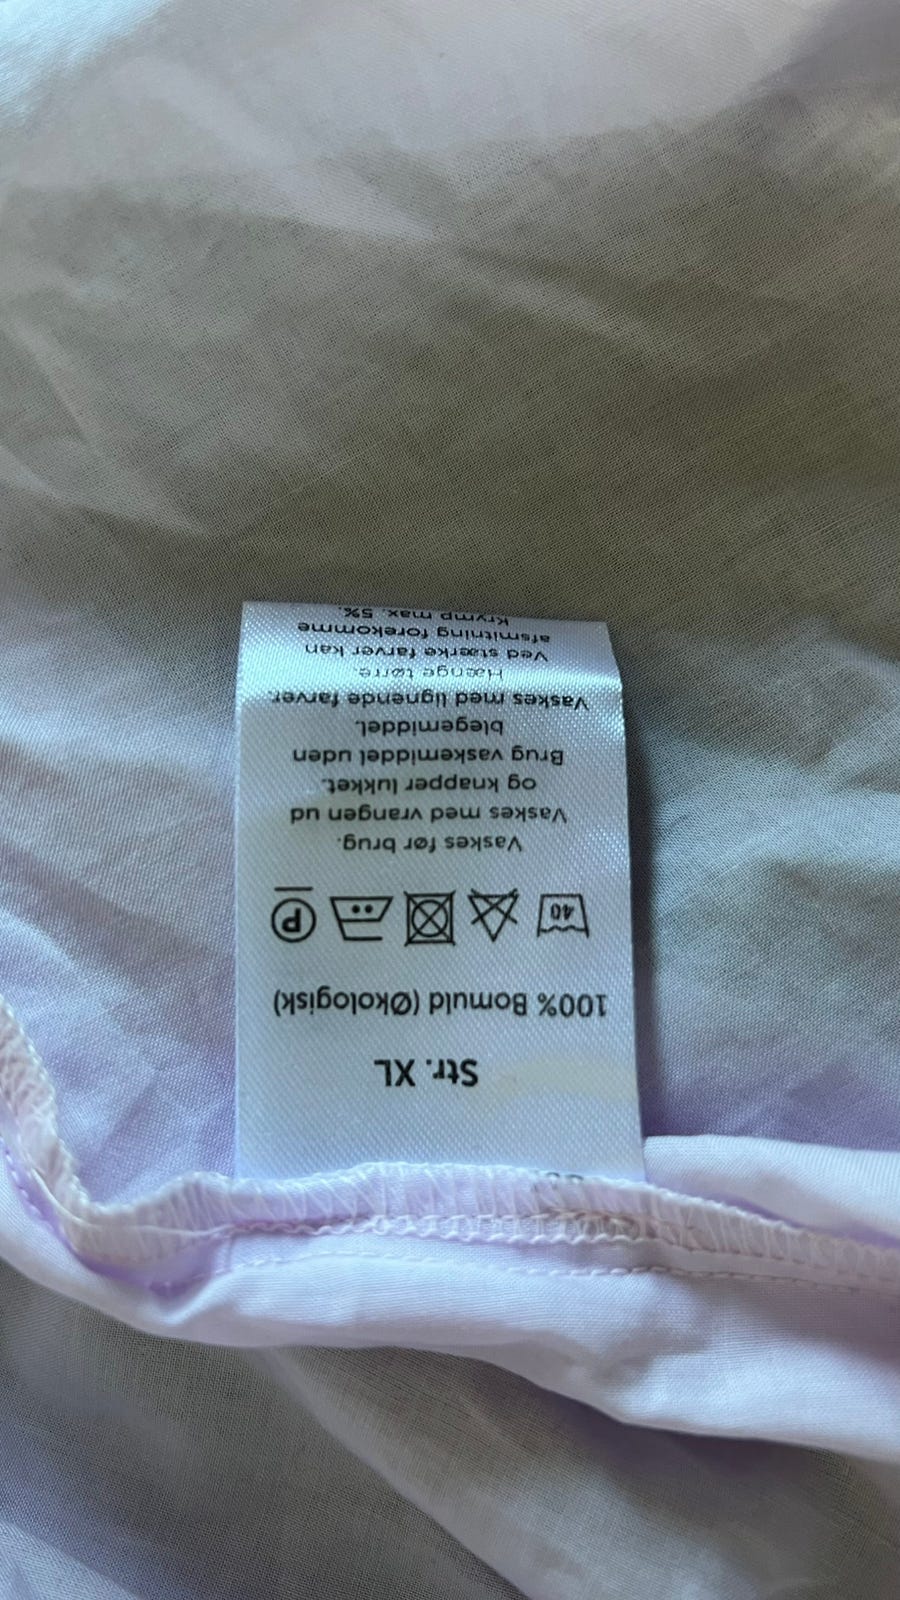 Str. XL
100% Bomuld (Økologisk)
40 P
Vaskes før brug.
Vaskes med vrangen ud
og knapper lukket.
Brug vaskemiddel uden
blegemiddel.
Vaskes med lignende farver.
Hænge tørre.
Ved stærke farver kan
afsmitning forekomme
Krymp max. 5%.